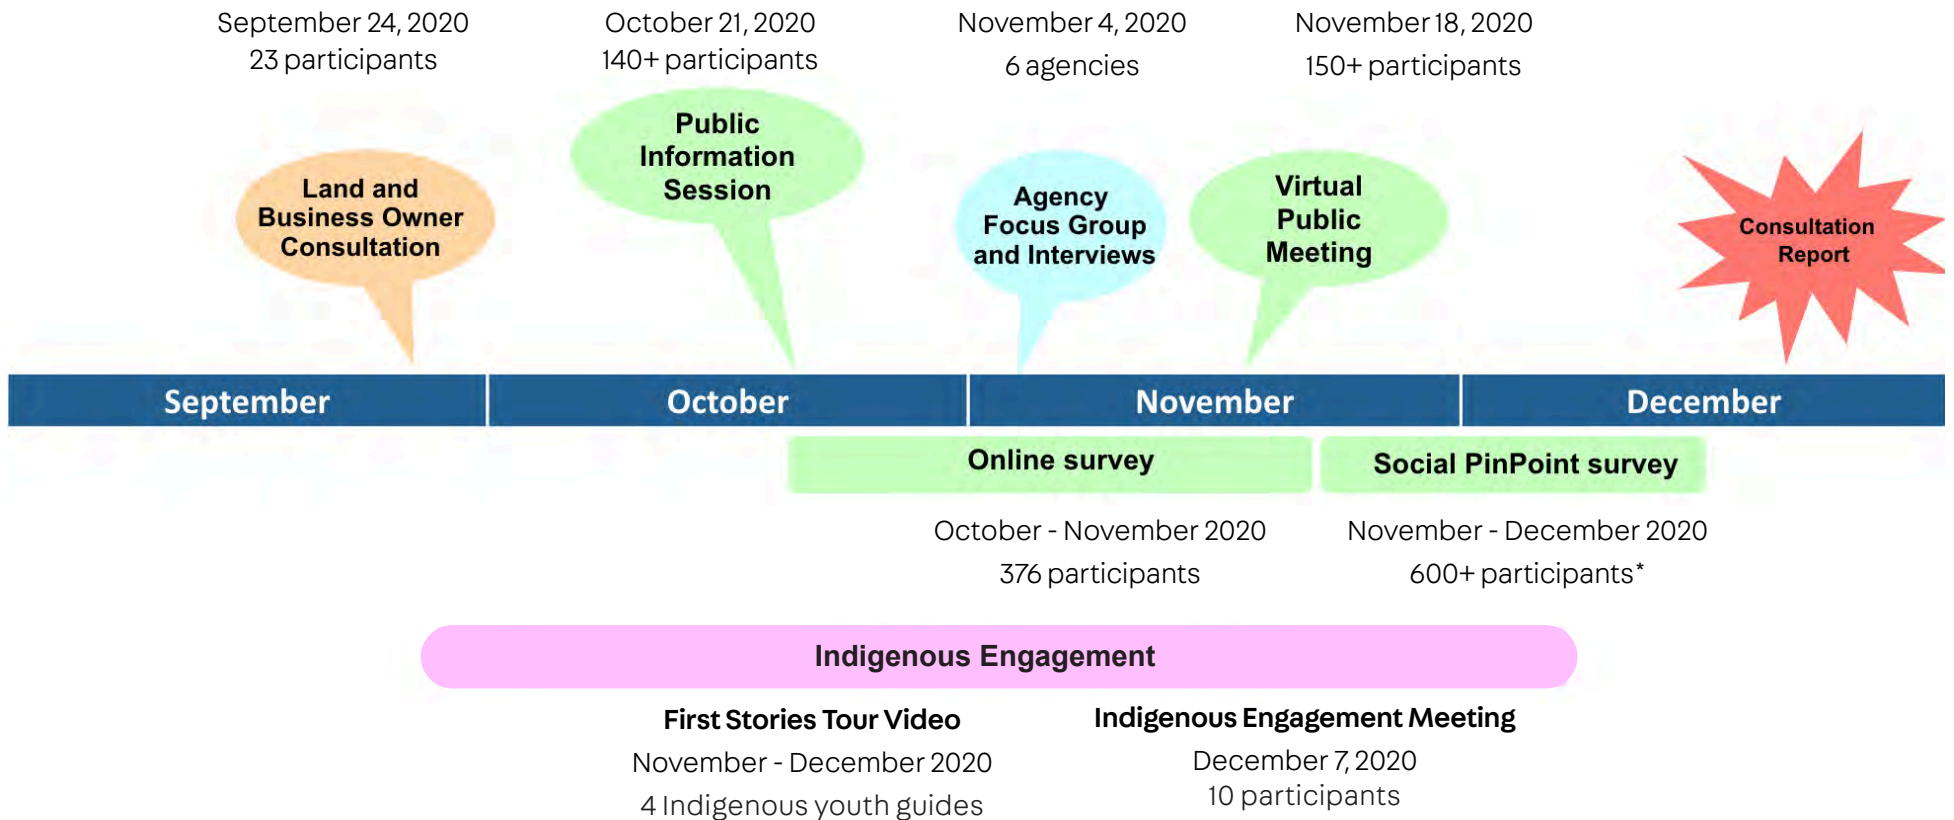 September 24, 2020
23 participants
October 21, 2020
140+ participants
November 4, 2020
6 agencies
November 18, 2020
150+ participants
Land and
Business Owner
Consultation
Public
Information
Session
Agency
Focus Group
and Interviews
Virtual
Public
Meeting
Consultation
Report
September
October
November
December
Online survey
Social PinPoint survey
October - November 2020
376 participants
November - December 2020
600+ participants*
Indigenous Engagement
First Stories Tour Video
November - December 2020
4 Indigenous youth guides
Indigenous Engagement Meeting
December 7, 2020
10 participants